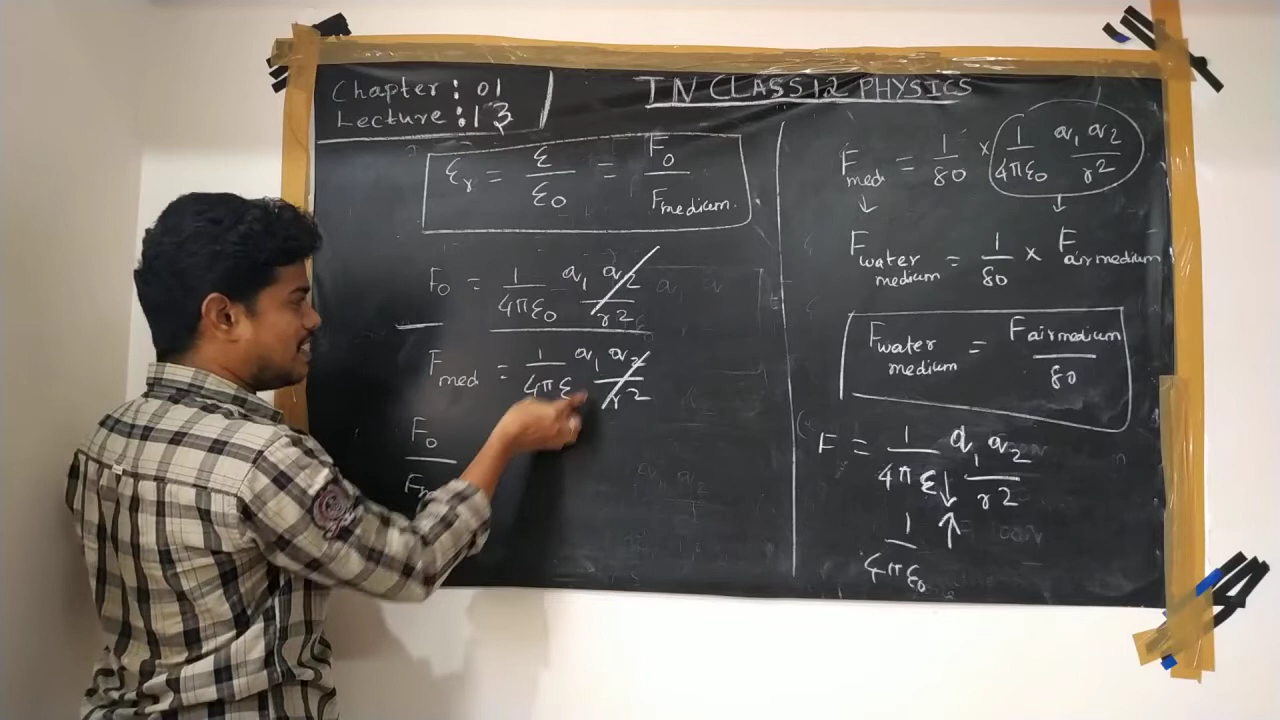 Chapter : 01
Lecture : 13
IN CLASS 12 PHYSICS
εr = ε/ε0 = F0/Fmedium.
F0 = 1/4πε0 q1 q2/r2
Fmed = 1/4πε q1 q2/r2
F0
Fmed = 1/80 × 1/4πε0 q1 q2/r2
↓ ↓
Fwater medium = 1/80 × Fair medium
Fwater medium = Fair medium/80
F = 1/4πε↓ q1 q2/r2
1/4πε0 ↑